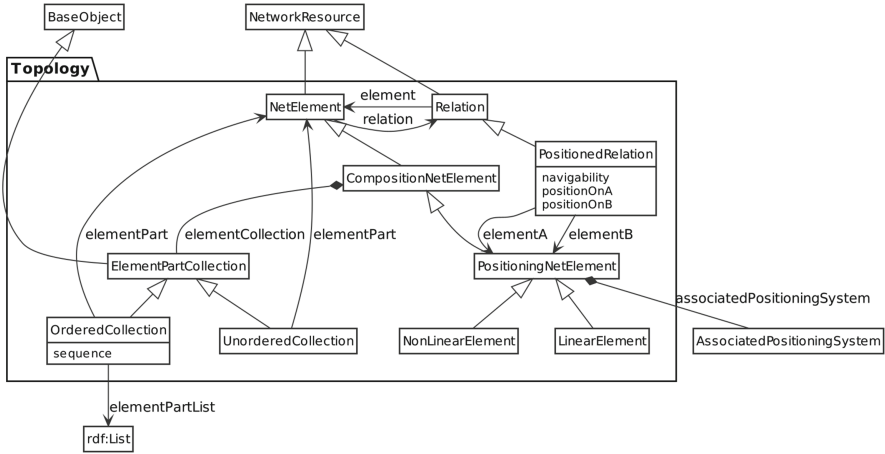 BaseObject
NetworkResource
Topology
element
NetElement
Relation
relation
PositionedRelation
navigability
positionOnA
positionOnB
CompositionNetElement
elementPart
elementCollection
elementPart
elementA
elementB
ElementPartCollection
PositioningNetElement
associatedPositioningSystem
OrderedCollection
sequence
UnorderedCollection
NonLinearElement
LinearElement
AssociatedPositioningSystem
elementPartList
rdf:List